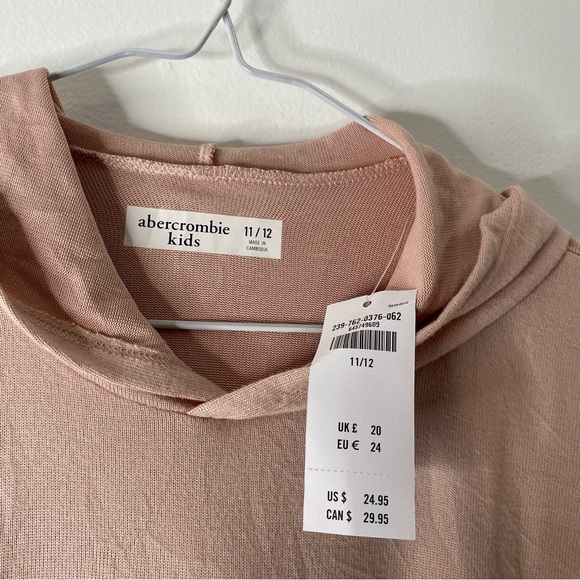 abercrombie
kids
11/12
MADE IN
CAMBODIA
239-762-0376-062
645749609
11/12
UK £ 20
EU € 24
US $ 24.95
CAN $ 29.95